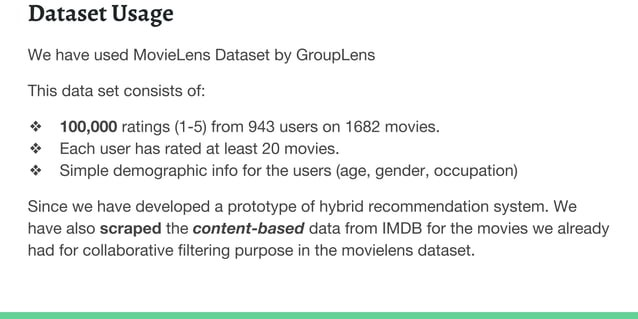 Dataset Usage
We have used MovieLens Dataset by GroupLens
This data set consists of:
❖ 100,000 ratings (1-5) from 943 users on 1682 movies.
❖ Each user has rated at least 20 movies.
❖ Simple demographic info for the users (age, gender, occupation)
Since we have developed a prototype of hybrid recommendation system. We
have also scraped the content-based data from IMDB for the movies we already
had for collaborative filtering purpose in the movielens dataset.